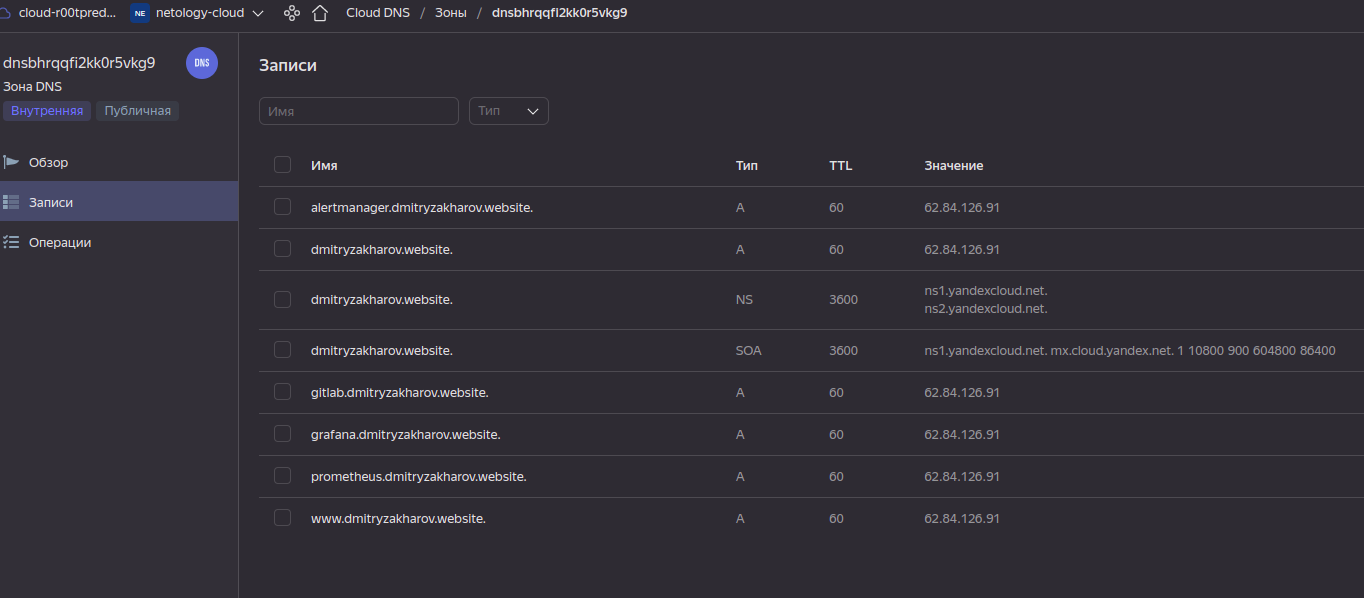 cloud-r00tpred... NE netology-cloud Cloud DNS / Зоны / dnsbhrqqfi2kk0r5vkg9
dnsbhrqqfi2kk0r5vkg9 DNS
Зона DNS
Внутренняя Публичная
Обзор
Записи
Операции
Записи
Имя Тип
Имя Тип TTL Значение
alertmanager.dmitryzakharov.website. A 60 62.84.126.91
dmitryzakharov.website. A 60 62.84.126.91
dmitryzakharov.website. NS 3600 ns1.yandexcloud.net.
ns2.yandexcloud.net.
dmitryzakharov.website. SOA 3600 ns1.yandexcloud.net. mx.cloud.yandex.net. 1 10800 900 604800 86400
gitlab.dmitryzakharov.website. A 60 62.84.126.91
grafana.dmitryzakharov.website. A 60 62.84.126.91
prometheus.dmitryzakharov.website. A 60 62.84.126.91
www.dmitryzakharov.website. A 60 62.84.126.91